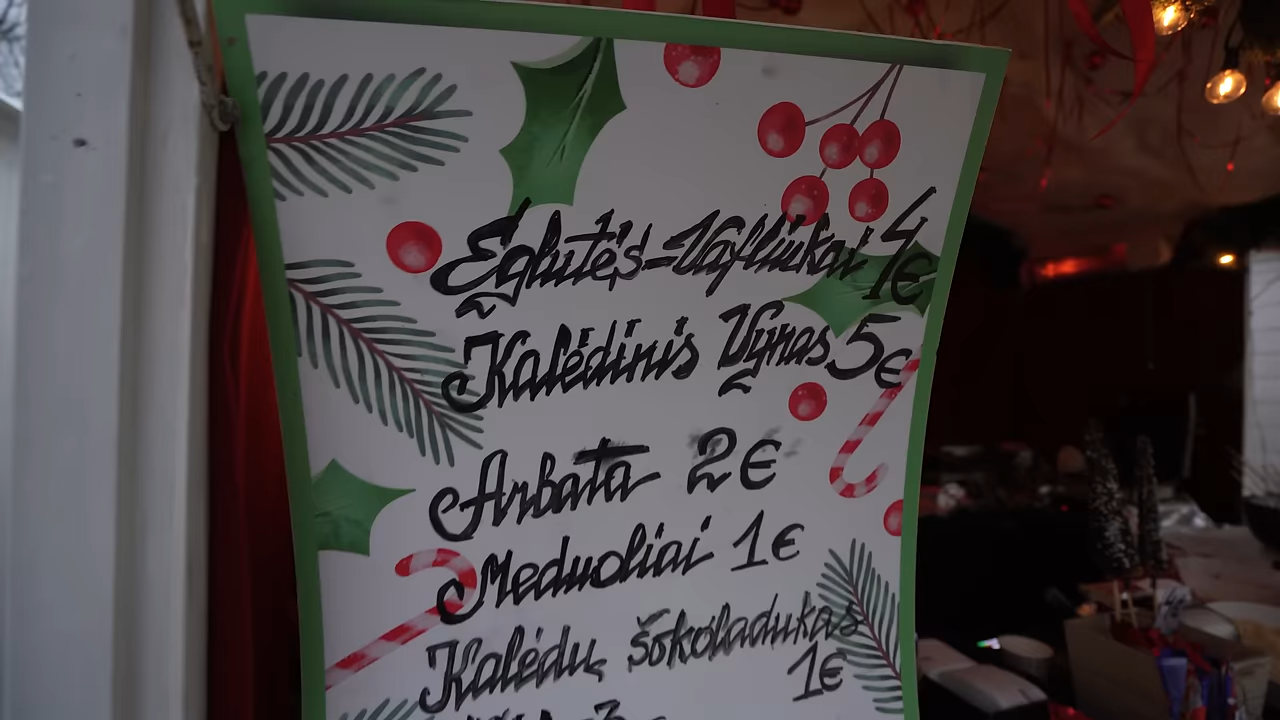 Eglutės-Vafliukai 4€
Kalėdinis Vynas 5€
Arbata 2€
Meduoliai 1€
Kalėdų šokoladukas
1€